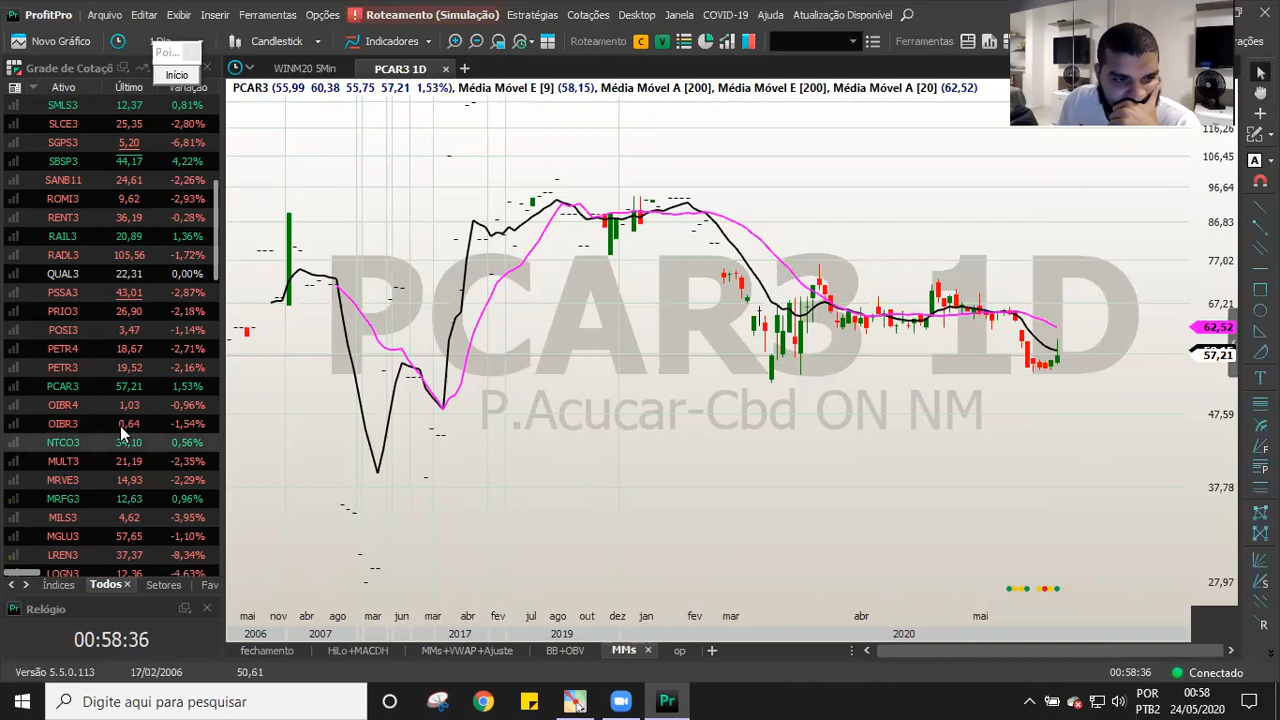 ProfitPro Arquivo Editar Exibir Inserir Ferramentas Opções Roteamento (Simulação) Estratégias Cotações Desktop Janela COVID-19 Ajuda Atualização Disponível
Novo Gráfico Candlestick Indicadores Roteamento C V Ferramentas
Poi...
Início
Grade de Cotaçõ
WINM20 5Min PCAR3 1D
Ativo Último Variação
PCAR3 (55,99 60,38 55,75 57,21 1,53%), Média Móvel E [9] (58,15), Média Móvel A [200], Média Móvel E [200], Média Móvel A [20] (62,52)
SMLS3 12,37 0,81%
SLCE3 25,35 -2,80%
SGPS3 5,20 -6,81%
SBSP3 44,17 4,22%
SANB11 24,61 -2,26%
ROMI3 9,62 -2,93%
RENT3 36,19 -0,28%
RAIL3 20,89 1,36%
RADL3 105,56 -1,72%
QUAL3 22,31 0,00%
PSSA3 43,01 -2,87%
PRIO3 26,90 -2,18%
POSI3 3,47 -1,14%
PETR4 18,67 -2,71%
PETR3 19,52 -2,16%
PCAR3 57,21 1,53%
OIBR4 1,03 -0,96%
OIBR3 0,64 -1,54%
NTCO3 0,56%
MULT3 21,19 -2,35%
MRVE3 14,93 -2,29%
MRFG3 12,63 0,96%
MILS3 4,62 -3,95%
MGLU3 57,65 -1,10%
LREN3 37,37 -8,34%
LOGN3 12,36 -4,63%
PCAR3 1D
P.Acucar-Cbd ON NM
116,26
106,45
96,64
86,83
77,02
67,21
62,52
57,21
47,59
37,78
27,97
mai nov abr ago mar jun mar abr fev jul ago out dez jan fev mar abr mai
2006 2007 2017 2019 2020
Índices Todos Setores Fav
fechamento HiLo+MACDH MMs+VWAP+Ajuste BB+OBV MMs op
Relógio
00:58:36
Versão 5.5.0.113 17/02/2006 50,61 00:58:36 Conectado
Digite aqui para pesquisar
POR
PTB2
00:58
24/05/2020